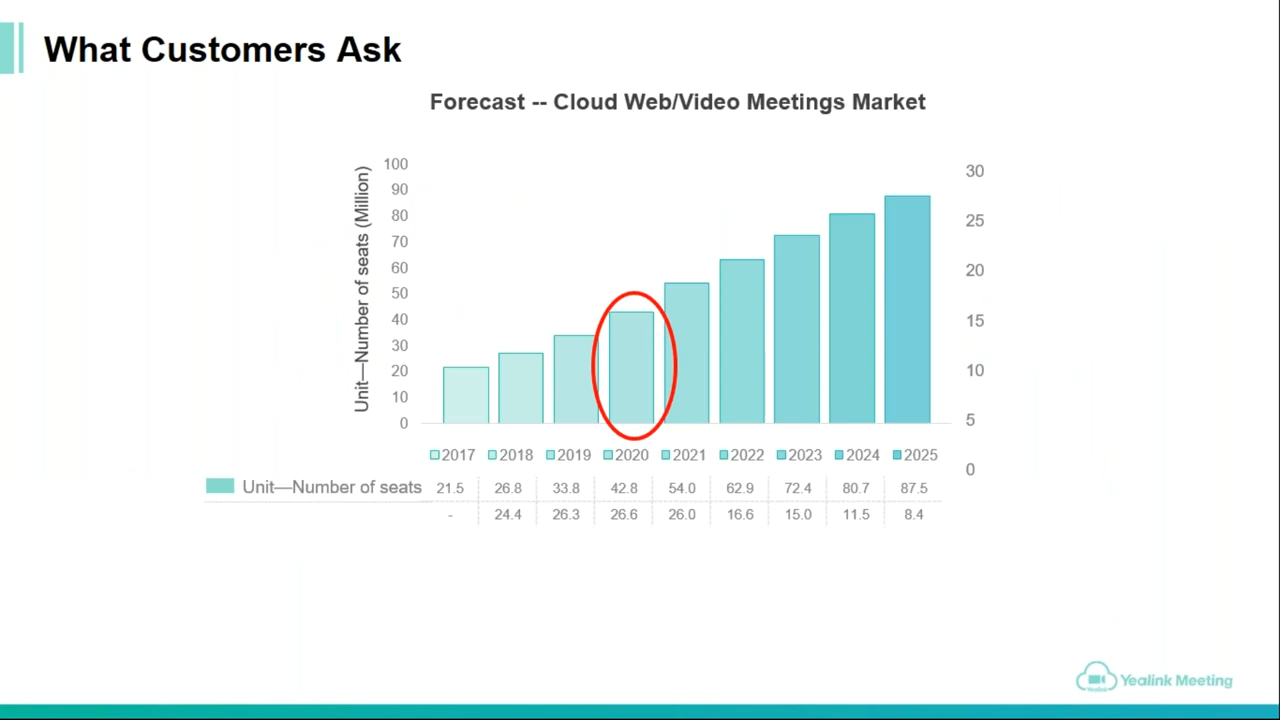 What Customers Ask
Forecast -- Cloud Web/Video Meetings Market
Unit—Number of seats (Million)
100
90
80
70
60
50
40
30
20
10
0
30
25
20
15
10
5
0
2017 2018 2019 2020 2021 2022 2023 2024 2025
Unit—Number of seats 21.5 26.8 33.8 42.8 54.0 62.9 72.4 80.7 87.5
- 24.4 26.3 26.6 26.0 16.6 15.0 11.5 8.4
Yealink
Yealink Meeting